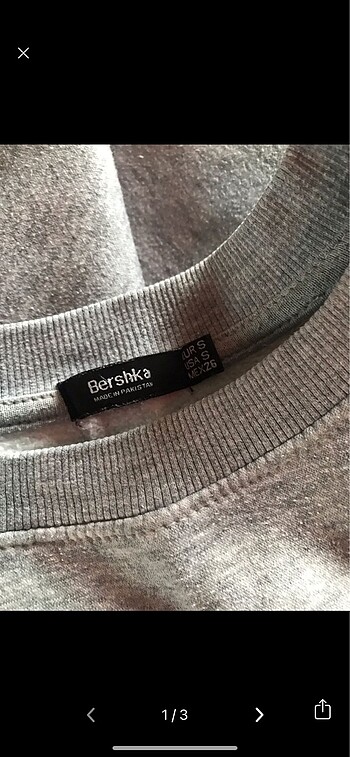 Bershka
MADE IN PAKISTAN
EUR S
USA S
MEX 26
1/3